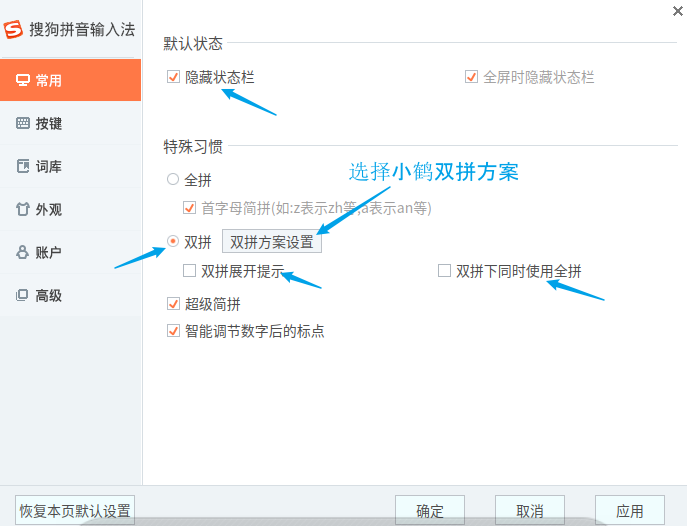 搜狗拼音输入法
常用
按键
词库
外观
账户
高级
默认状态
隐藏状态栏
全屏时隐藏状态栏
特殊习惯
选择小鹤双拼方案
全拼
首字母简拼(如:z表示zh等,a表示an等)
双拼
双拼方案设置
双拼展开提示
双拼下同时使用全拼
超级简拼
智能调节数字后的标点
恢复本页默认设置
确定
取消
应用